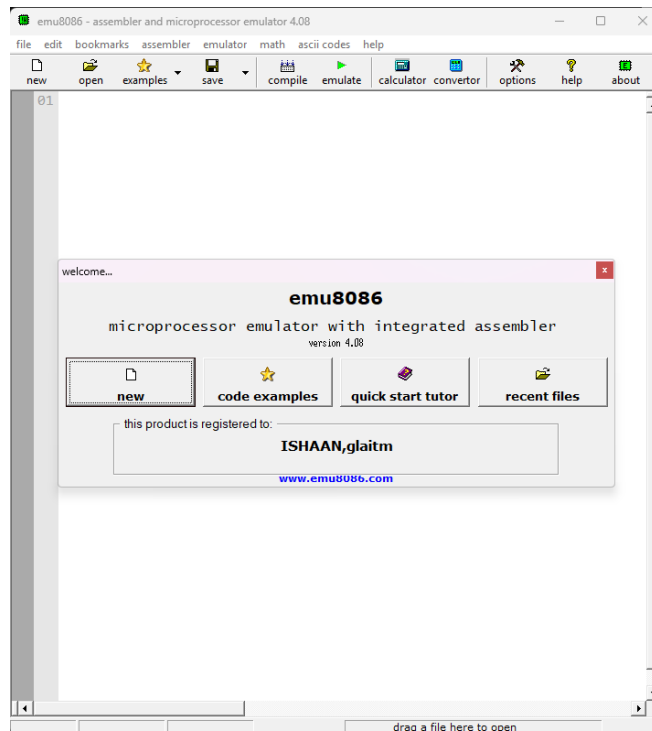 emu8086 - assembler and microprocessor emulator 4.08
file edit bookmarks assembler emulator math ascii codes help
new open examples save compile emulate calculator convertor options help about
01
welcome...
emu8086
microprocessor emulator with integrated assembler
version 4.08
new code examples quick start tutor recent files
this product is registered to:
ISHAAN,glaitm
www.emu8086.com
drag a file here to open